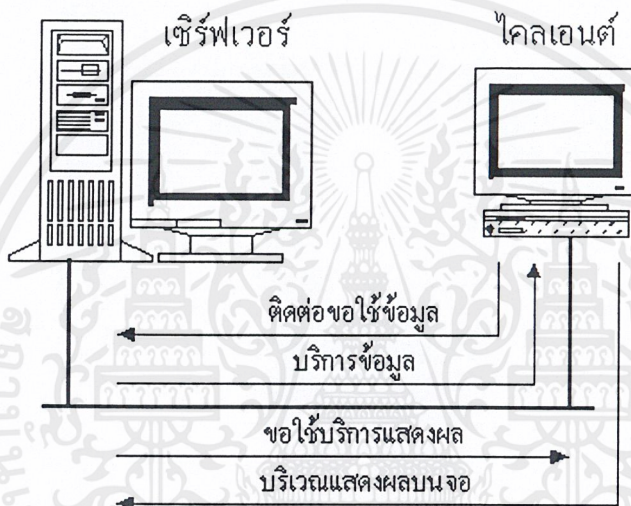 เซิร์ฟเวอร์
ไคลเอนต์
ติดต่อขอใช้ข้อมูล
บริการข้อมูล
ขอใช้บริการแสดงผล
บริเวณแสดงผลบนจอ